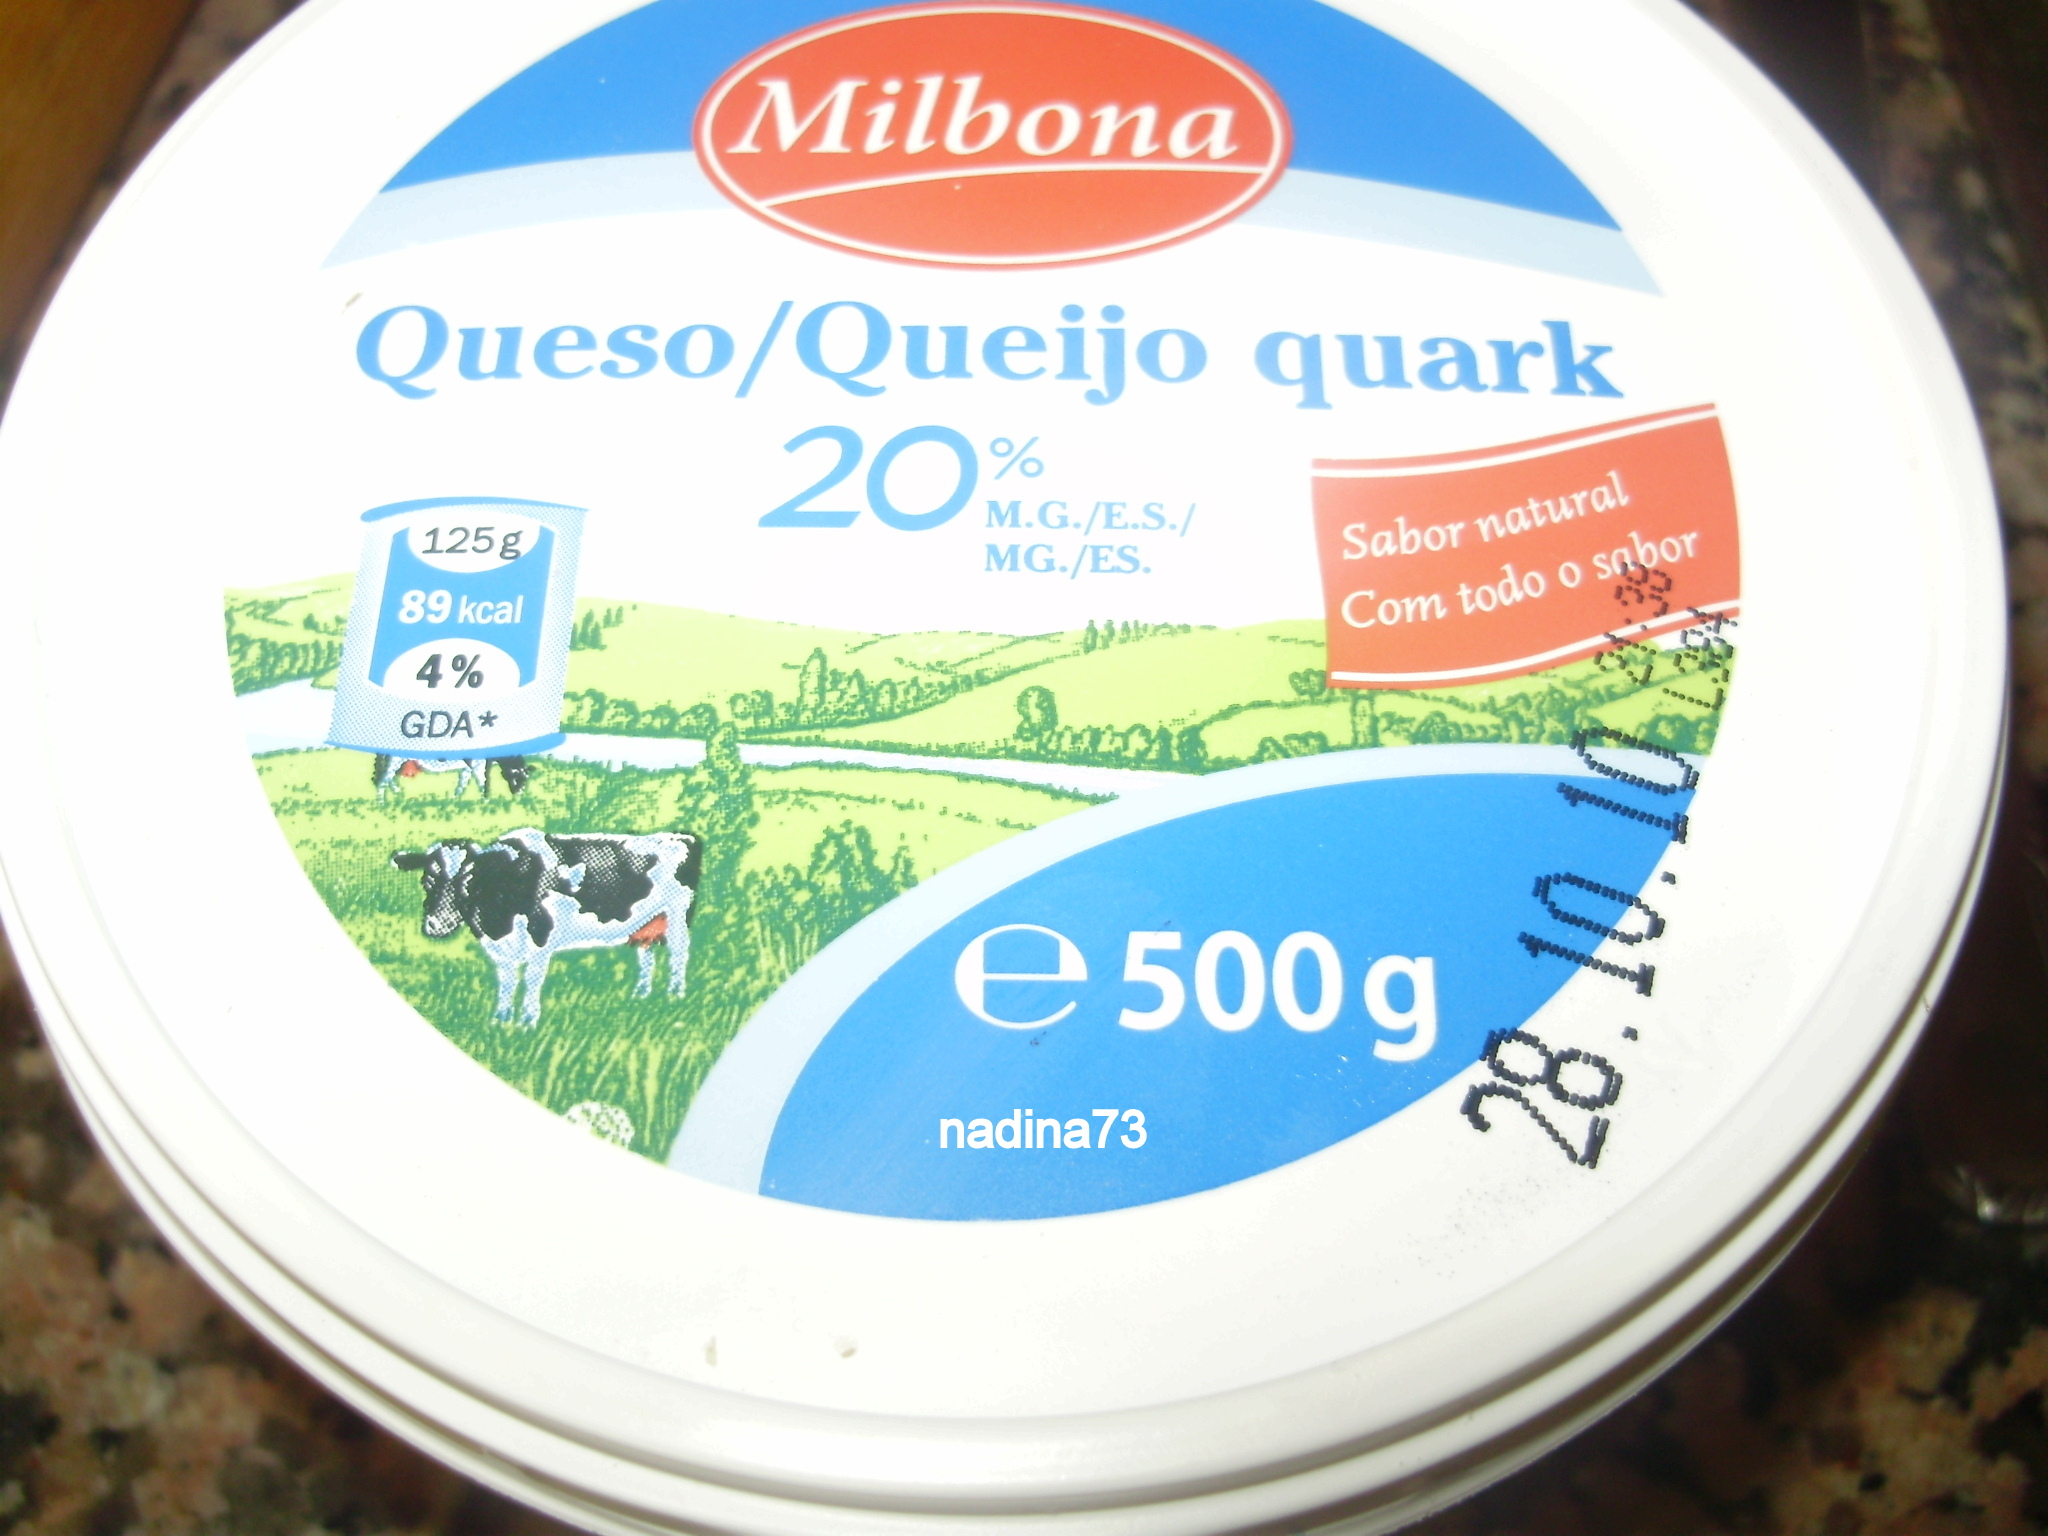 Milbona
Queso/Queijo quark
20%
M.G./E.S./
MG./ES.
Sabor natural
Com todo o sabor
125g
89 kcal
4%
GDA*
℮ 500 g
28.10.10
nadina73